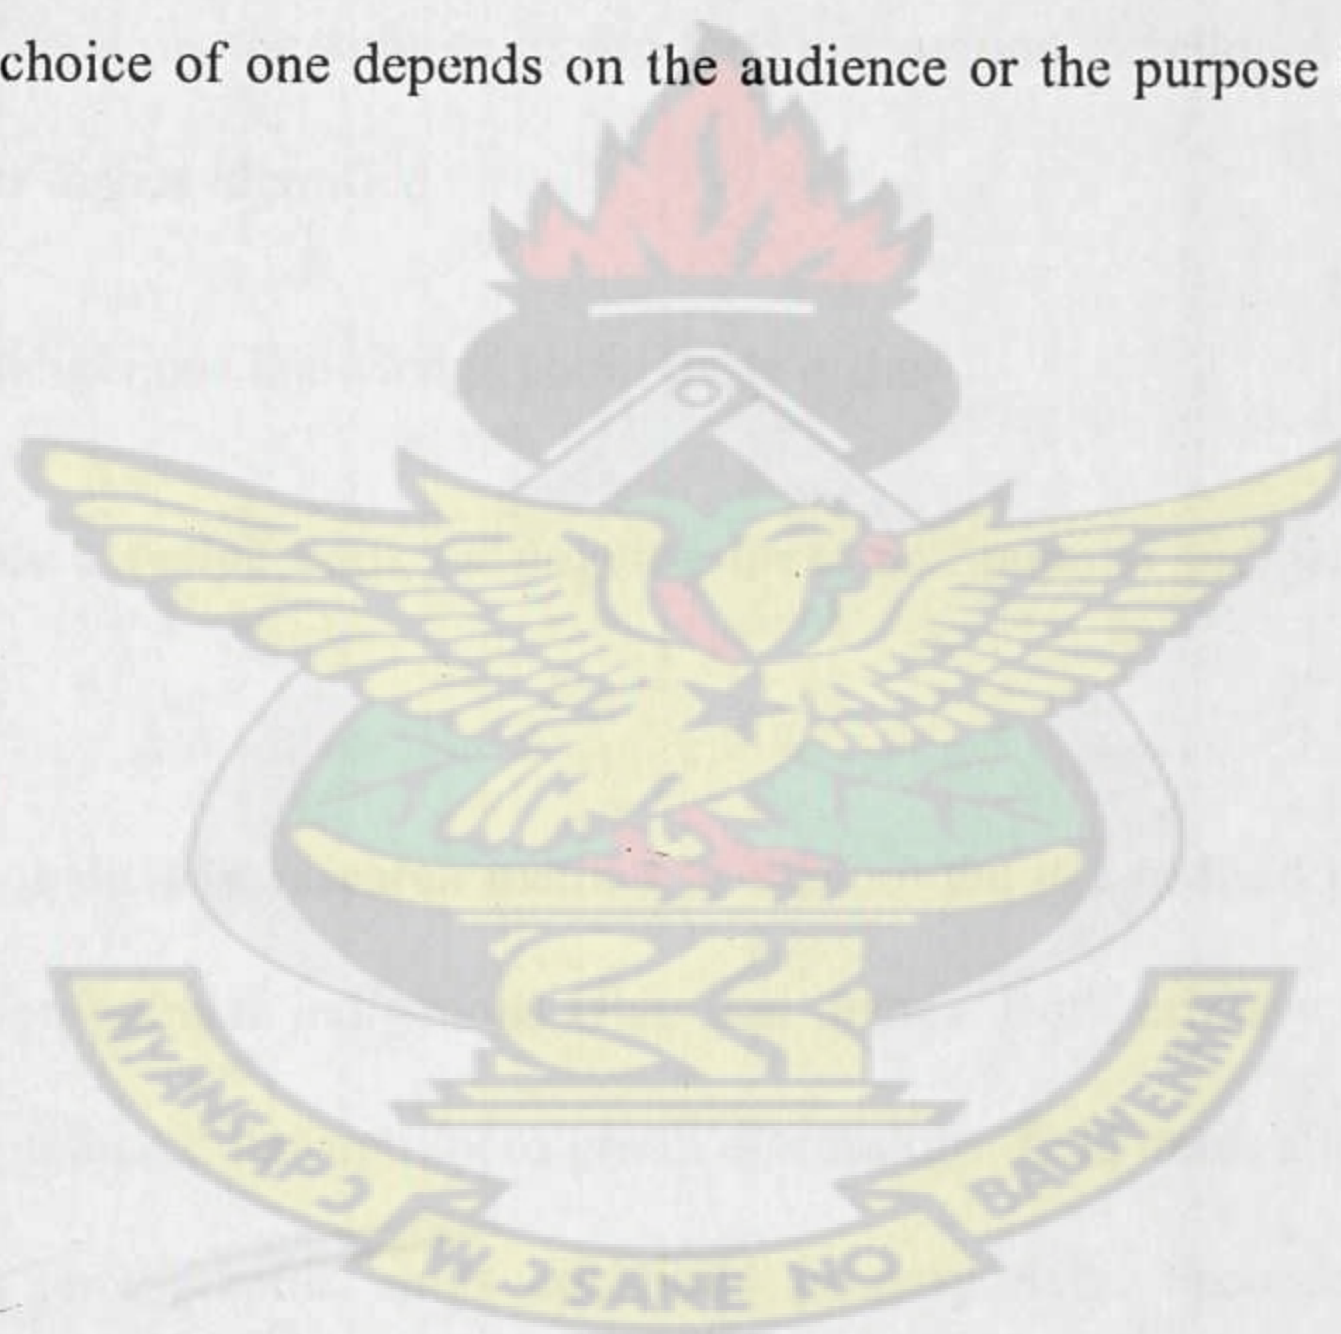 choice of one depends on the audience or the purpose
NYANSAPƆ
WƆSANE NO
BADWENMA